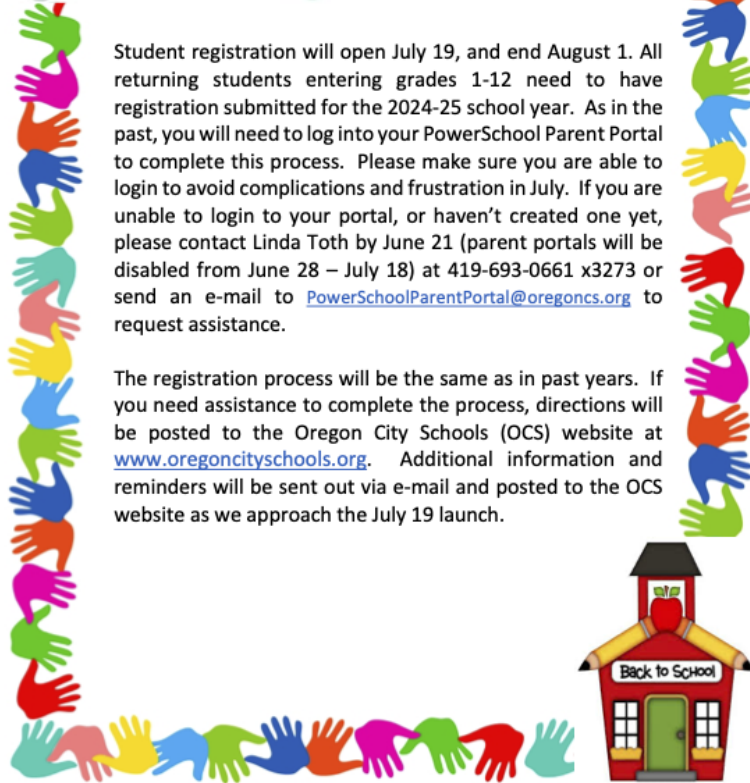 Student registration will open July 19, and end August 1. All
returning students entering grades 1-12 need to have
registration submitted for the 2024-25 school year. As in the
past, you will need to log into your PowerSchool Parent Portal
to complete this process. Please make sure you are able to
login to avoid complications and frustration in July. If you are
unable to login to your portal, or haven't created one yet,
please contact Linda Toth by June 21 (parent portals will be
disabled from June 28 – July 18) at 419-693-0661 x3273 or
send an e-mail to PowerSchoolParentPortal@oregoncs.org to
request assistance.
The registration process will be the same as in past years. If
you need assistance to complete the process, directions will
be posted to the Oregon City Schools (OCS) website at
www.oregoncityschools.org. Additional information and
reminders will be sent out via e-mail and posted to the OCS
website as we approach the July 19 launch.
Back to School